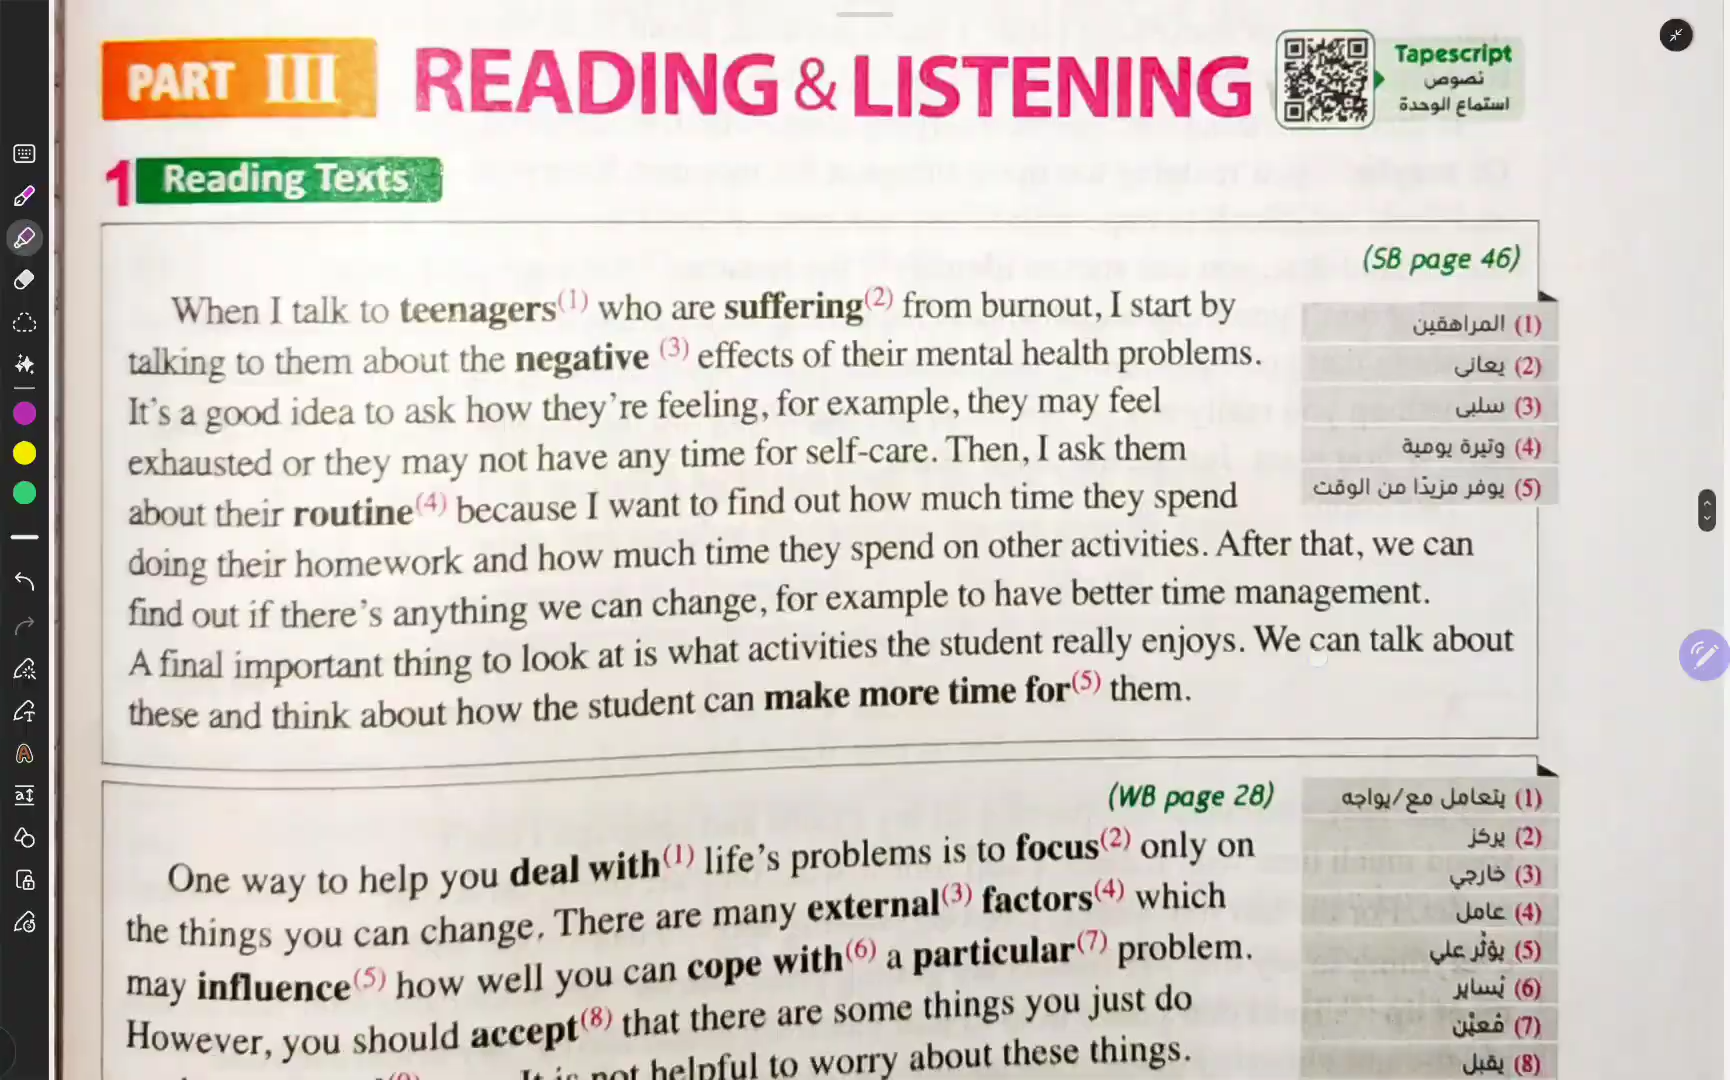 PART III READING & LISTENING
Tapescript
نصوص
استماع الوحدة
1 Reading Texts
(SB page 46)
When I talk to teenagers(1) who are suffering(2) from burnout, I start by
talking to them about the negative (3) effects of their mental health problems.
It's a good idea to ask how they're feeling, for example, they may feel
exhausted or they may not have any time for self-care. Then, I ask them
about their routine(4) because I want to find out how much time they spend
doing their homework and how much time they spend on other activities. After that, we can
find out if there's anything we can change, for example to have better time management.
A final important thing to look at is what activities the student really enjoys. We can talk about
these and think about how the student can make more time for(5) them.
(1) المراهقين
(2) يعانى
(3) سلبى
(4) وتيرة يومية
(5) يوفر مزيدًا من الوقت
(WB page 28)
One way to help you deal with(1) life's problems is to focus(2) only on
the things you can change. There are many external(3) factors(4) which
may influence(5) how well you can cope with(6) a particular(7) problem.
However, you should accept(8) that there are some things you just do
It is not helpful to worry about these things.
(1) يتعامل مع/يواجه
(2) يركز
(3) خارجي
(4) عامل
(5) يؤثر علي
(6) يُساير
(7) مُعيّن
(8) يقبل